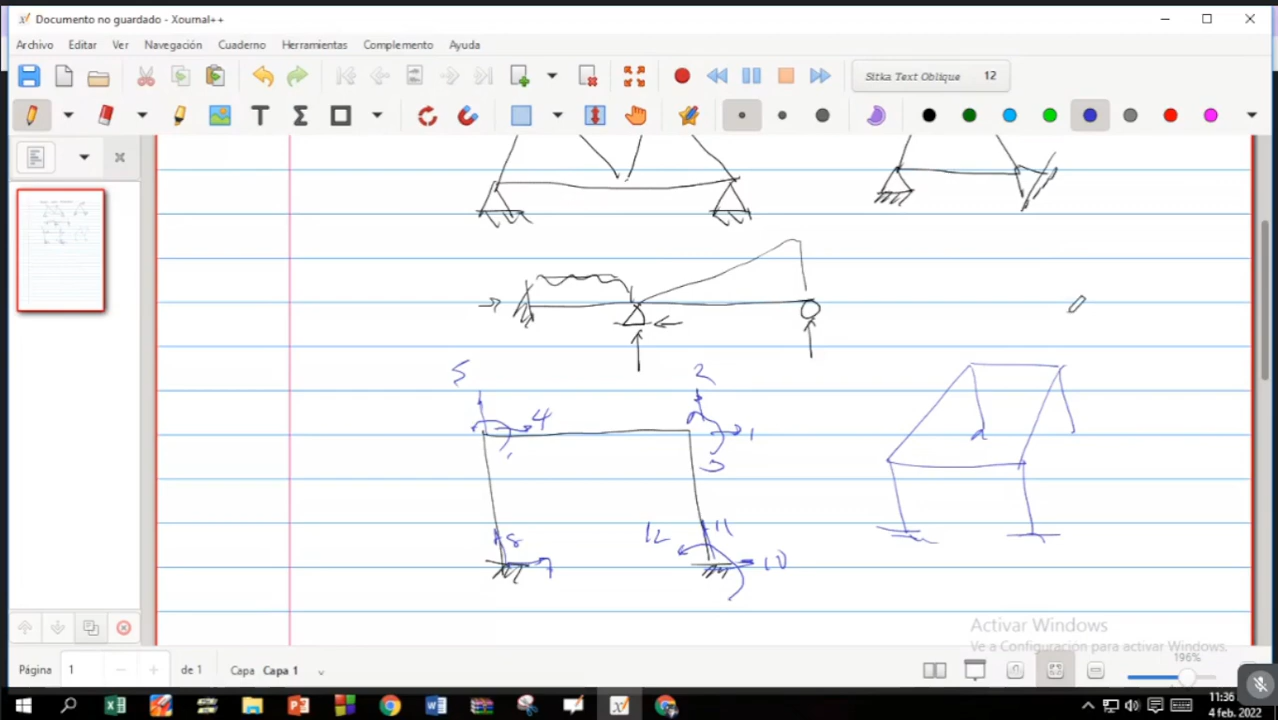 Documento no guardado - Xournal++
Archivo Editar Ver Navegación Cuaderno Herramientas Complemento Ayuda
Sitka Text Oblique 12
5 2
4 1
3
12 11
8
7 10
Activar Windows
Ve a Configuración para activar Windows.
Página 1 de 1 Capa Capa 1 196%
11:36
4 feb. 2022